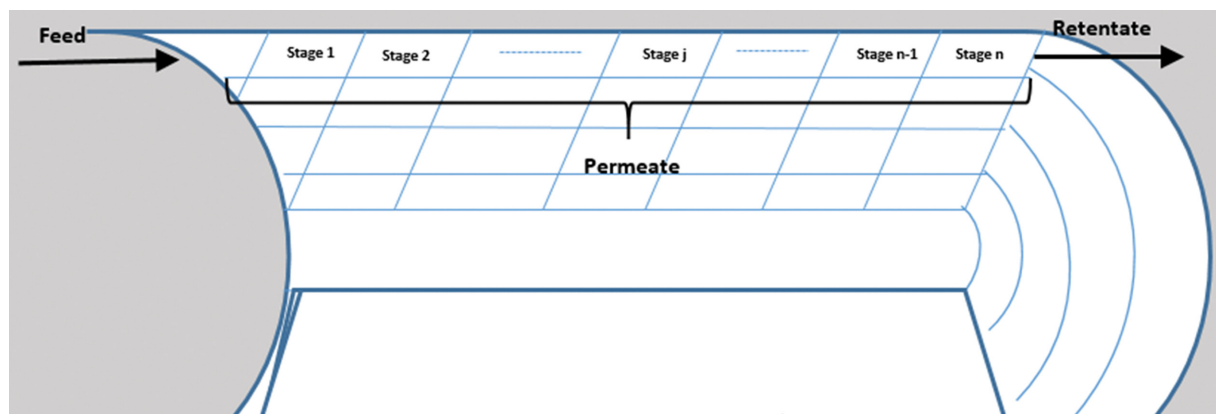 Feed
Retentate
Stage 1
Stage 2
Stage j
Stage n-1
Stage n
Permeate